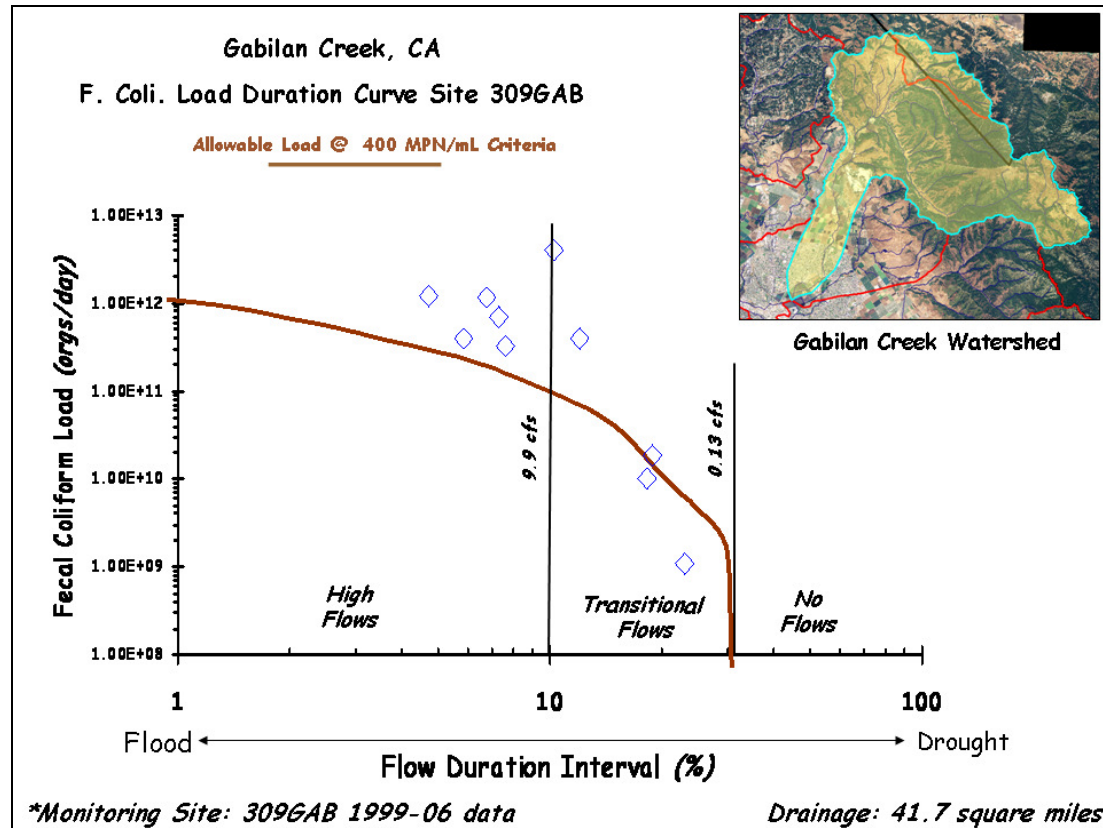 Gabilan Creek, CA
F. Coli. Load Duration Curve Site 309GAB
Allowable Load @ 400 MPN/mL Criteria
Gabilan Creek Watershed
Fecal Coliform Load (orgs/day)
1.00E+13
1.00E+12
1.00E+11
1.00E+10
1.00E+09
1.00E+08
9.9 cfs
0.13 cfs
High
Flows
Transitional
Flows
No
Flows
1
10
100
Flood
Drought
Flow Duration Interval (%)
*Monitoring Site: 309GAB 1999-06 data
Drainage: 41.7 square miles